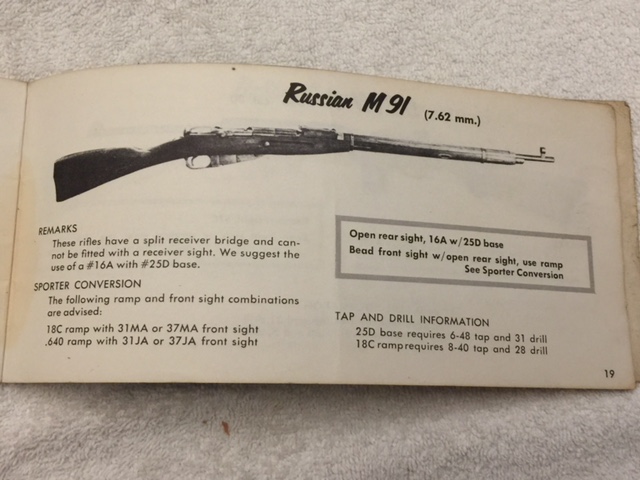 Russian M 91 (7.62 mm.)
REMARKS
These rifles have a split receiver bridge and can-
not be fitted with a receiver sight. We suggest the
use of a #16A with #25D base.
SPORTER CONVERSION
The following ramp and front sight combinations
are advised:
18C ramp with 31MA or 37MA front sight
.640 ramp with 31JA or 37JA front sight
Open rear sight, 16A w/25D base
Bead front sight w/open rear sight, use ramp
See Sporter Conversion
TAP AND DRILL INFORMATION
25D base requires 6-48 tap and 31 drill
18C ramp requires 8-40 tap and 28 drill
19